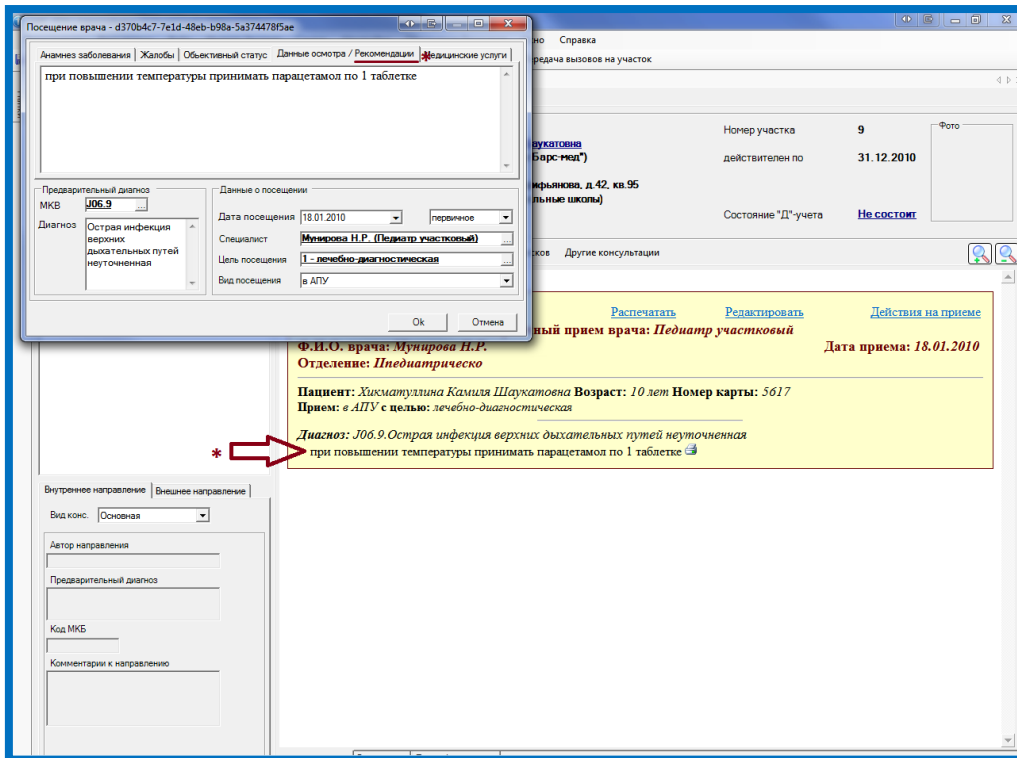 Посещение врача - d370b4c7-7e1d-48eb-b98a-5a374478f5ae
Анамнез заболевания
Жалобы
Обьективный статус
Данные осмотра / Рекомендации
*
медицинские услуги
при повышении температуры принимать парацетамол по 1 таблетке
Предварительный диагноз
МКВ J06.9 ...
Диагноз
Острая инфекция
верхних
дыхательных путей
неуточненная
Данные о посещении
Дата посещения 18.01.2010 первичное
Специалист Мунирова Н.Р. (Педиатр участковый) ...
Цель посещения 1 - лечебно-диагностическая ...
Вид посещения в АПУ
Ok Отмена
но Справка
редача вызовов на участок
аукатовна
Барс-мед")
ифьянова, д.42, кв.95
льные школы)
Номер участка 9
действителен по 31.12.2010
Состояние "Д"-учета Не состоит
Фото
сков Другие консультации
Распечатать Редактировать Действия на приеме
ный прием врача: Педиатр участковый
Ф.И.О. врача: Мунирова Н.Р. Дата приема: 18.01.2010
Отделение: Ппедиатрическо
Пациент: Хикматуллина Камиля Шаукатовна Возраст: 10 лет Номер карты: 5617
Прием: в АПУ с целью: лечебно-диагностическая
Диагноз: J06.9.Острая инфекция верхних дыхательных путей неуточненная
* при повышении температуры принимать парацетамол по 1 таблетке
Внутреннее направление Внешнее направление
Вид конс. Основная
Автор направления
Предварительный диагноз
Код МКБ
Комментарии к направлению